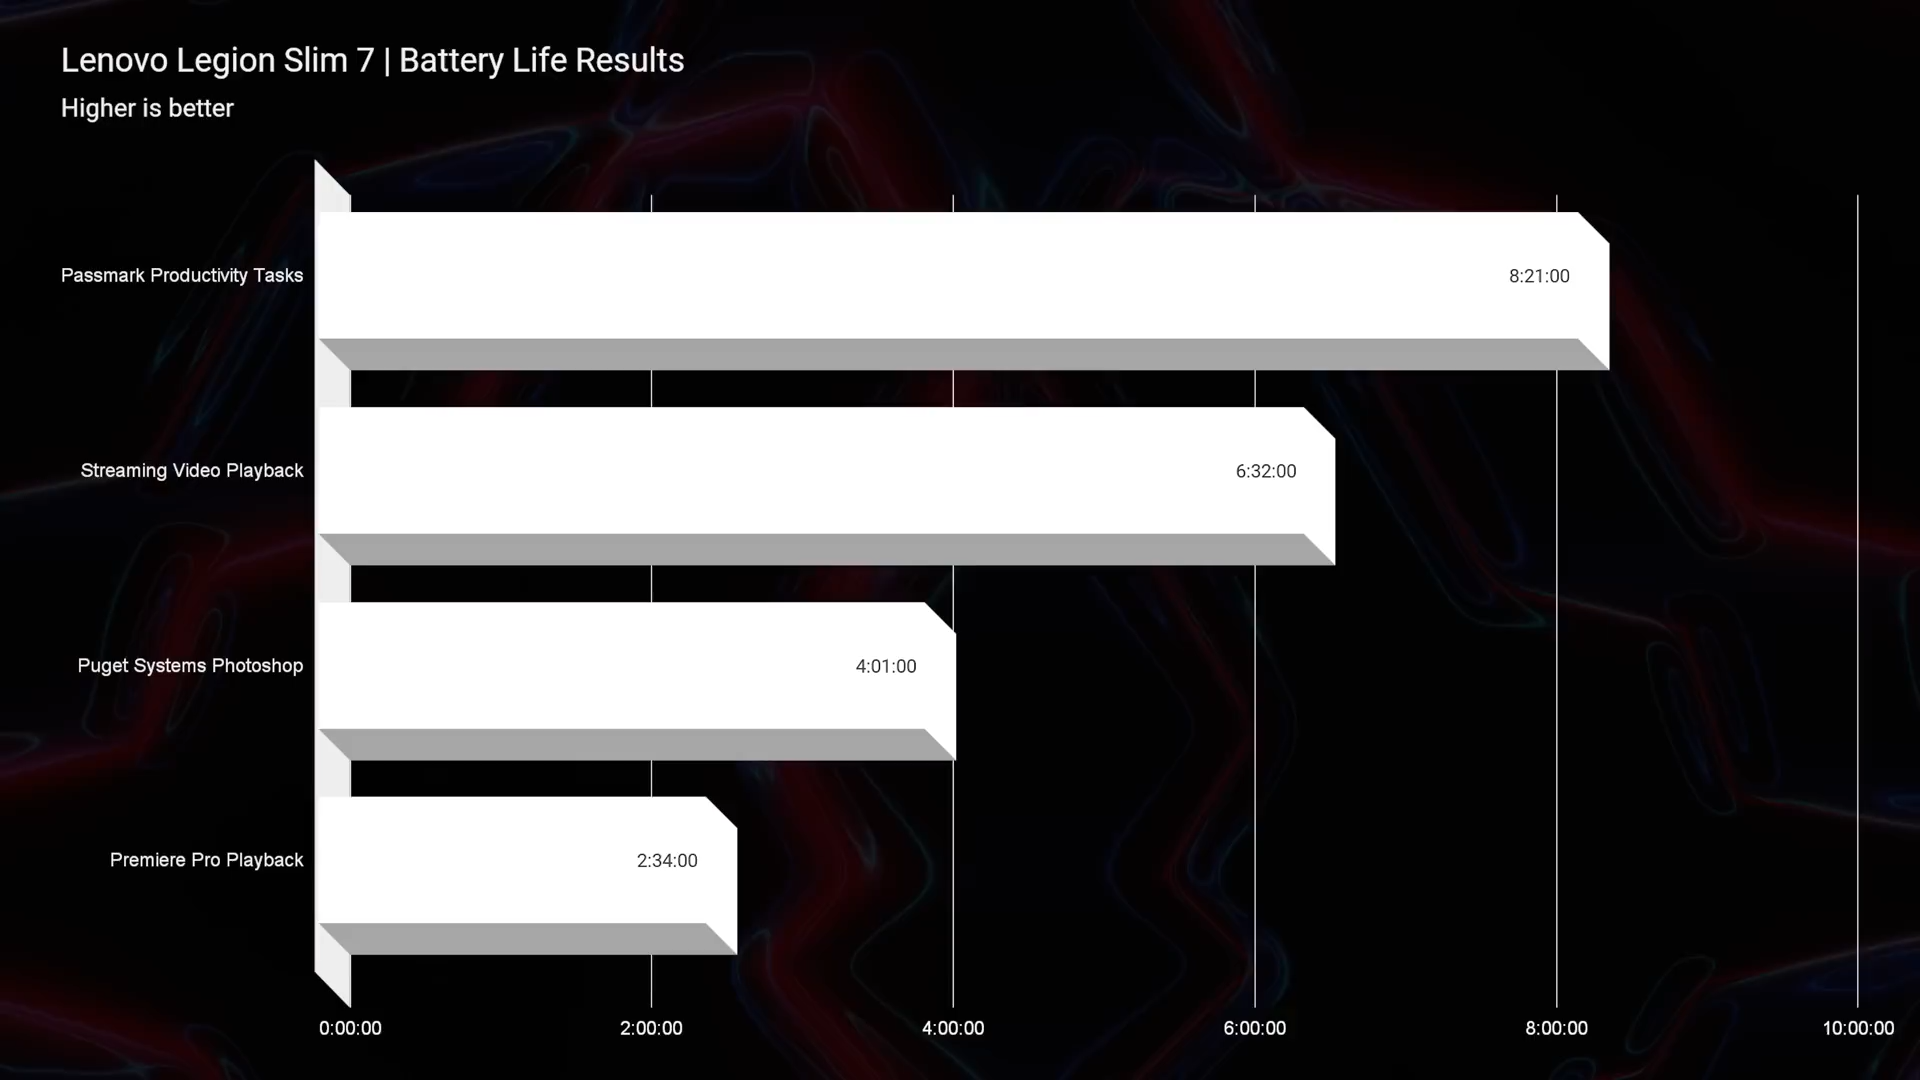 Lenovo Legion Slim 7 | Battery Life Results
Higher is better
Passmark Productivity Tasks
8:21:00
Streaming Video Playback
6:32:00
Puget Systems Photoshop
4:01:00
Premiere Pro Playback
2:34:00
0:00:00
2:00:00
4:00:00
6:00:00
8:00:00
10:00:00